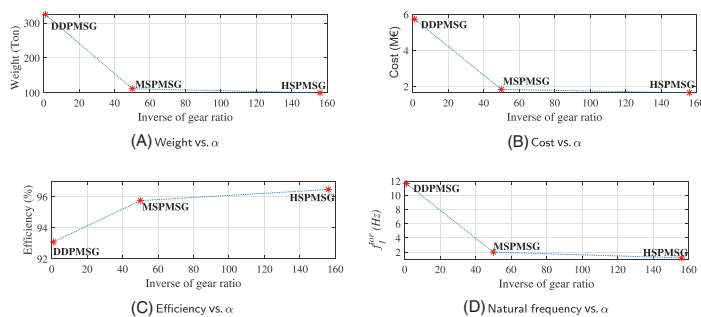 300
200
100
Weight (Ton)
DDPMSG
MSPMSG
HSPMSG
0 20 40 60 80 100 120 140 160
Inverse of gear ratio
(A) Weight vs. α
6
4
2
Cost (M€)
DDPMSG
MSPMSG
HSPMSG
0 20 40 60 80 100 120 140 160
Inverse of gear ratio
(B) Cost vs. α
96
94
92
Efficiency (%)
DDPMSG
MSPMSG
HSPMSG
0 20 40 60 80 100 120 140 160
Inverse of gear ratio
(C) Efficiency vs. α
12
10
8
6
4
2
f_1^{tor} (Hz)
DDPMSG
MSPMSG
HSPMSG
0 20 40 60 80 100 120 140 160
Inverse of gear ratio
(D) Natural frequency vs. α